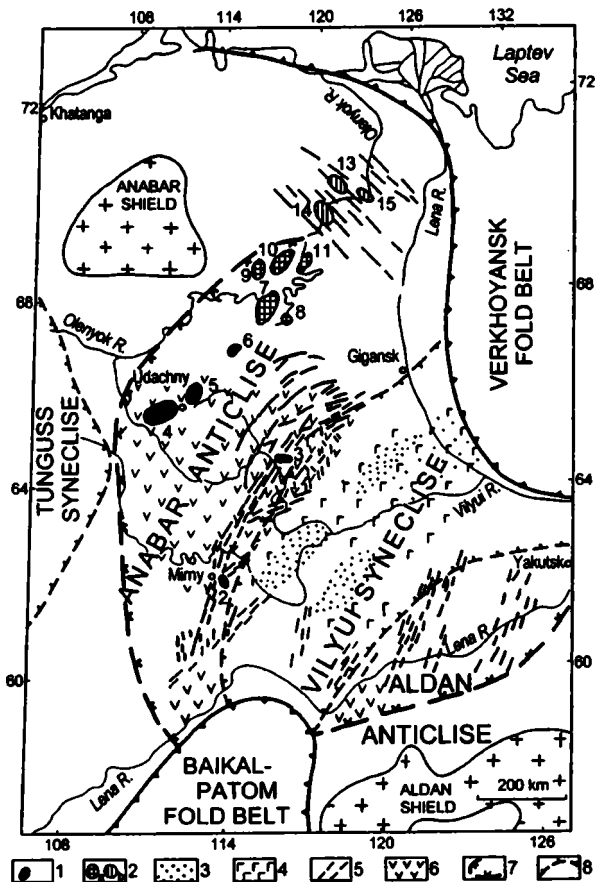 108 114 120 126 132
Laptev
Sea
72
72
Khatanga
Olenyok R.
13
14
15
ANABAR
SHIELD
Lena R.
10
9
11
7
8
68
68
VERKHOYANSK
FOLD BELT
Olenyok R.
6
Gigansk
Udachny
5
4
TUNGUSS
SYNECLISE
ANABAR ANTICLISE
3
64
64
Vilyui R.
VILYUI SYNECLISE
Mirny
2
Yakutsk
Lena R.
60
60
ALDAN
ANTICLISE
BAIKAL-
PATOM
FOLD BELT
Lena R.
ALDAN
SHIELD
200 km
108 114 120 126
1 2 3 4 5 6 7 8